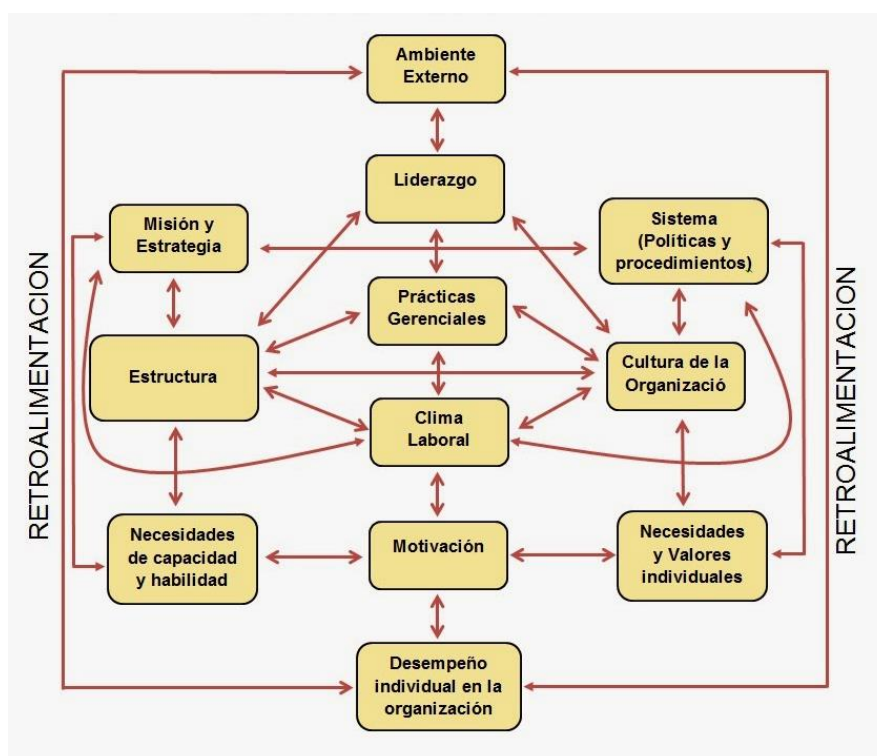 Ambiente
Externo
Liderazgo
Misión y
Estrategia
Sistema
(Políticas y
procedimientos)
Prácticas
Gerenciales
Estructura
Cultura de la
Organizació
Clima
Laboral
RETROALIMENTACION
RETROALIMENTACION
Necesidades
de capacidad
y habilidad
Motivación
Necesidades
y Valores
individuales
Desempeño
individual en la
organización